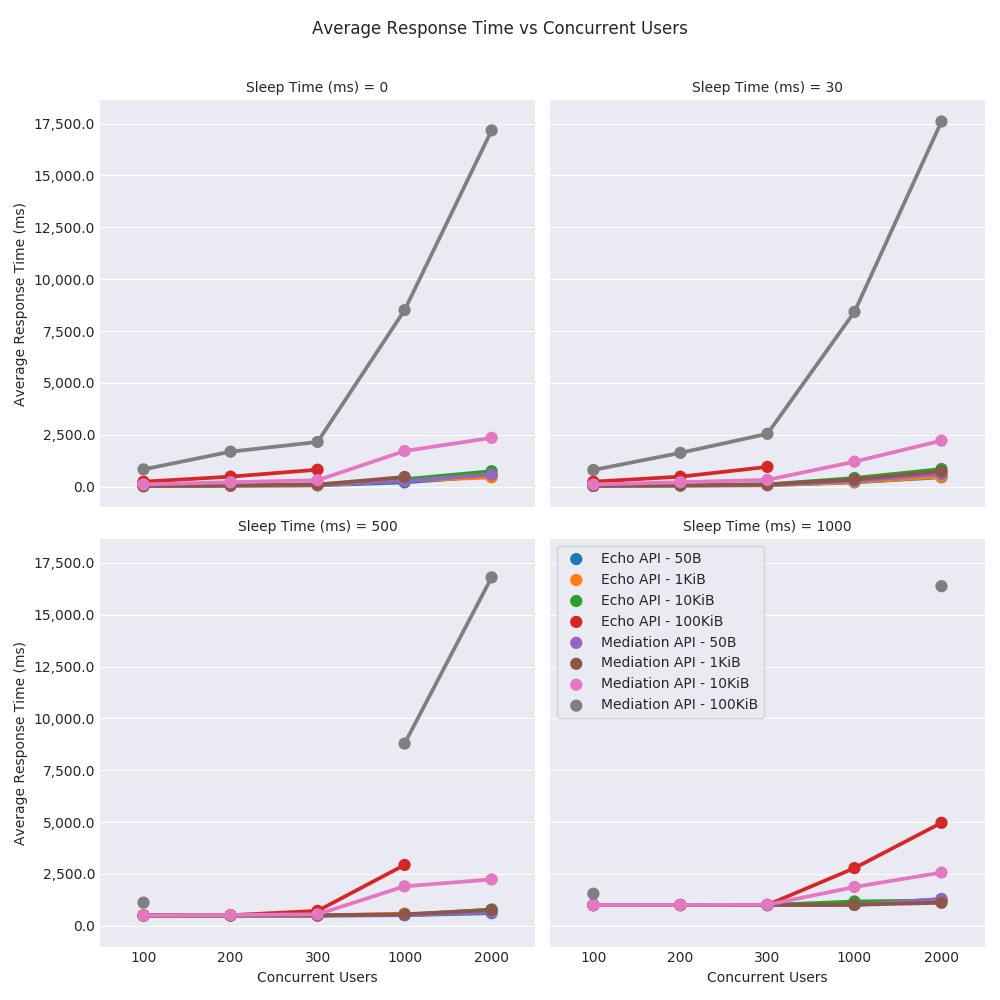 Average Response Time vs Concurrent Users
Sleep Time (ms) = 0
Sleep Time (ms) = 30
17,500.0
15,000.0
12,500.0
10,000.0
7,500.0
5,000.0
2,500.0
0.0
Average Response Time (ms)
Sleep Time (ms) = 500
Sleep Time (ms) = 1000
17,500.0
15,000.0
12,500.0
10,000.0
7,500.0
5,000.0
2,500.0
0.0
Average Response Time (ms)
Echo API - 50B
Echo API - 1KiB
Echo API - 10KiB
Echo API - 100KiB
Mediation API - 50B
Mediation API - 1KiB
Mediation API - 10KiB
Mediation API - 100KiB
100 200 300 1000 2000
100 200 300 1000 2000
Concurrent Users
Concurrent Users